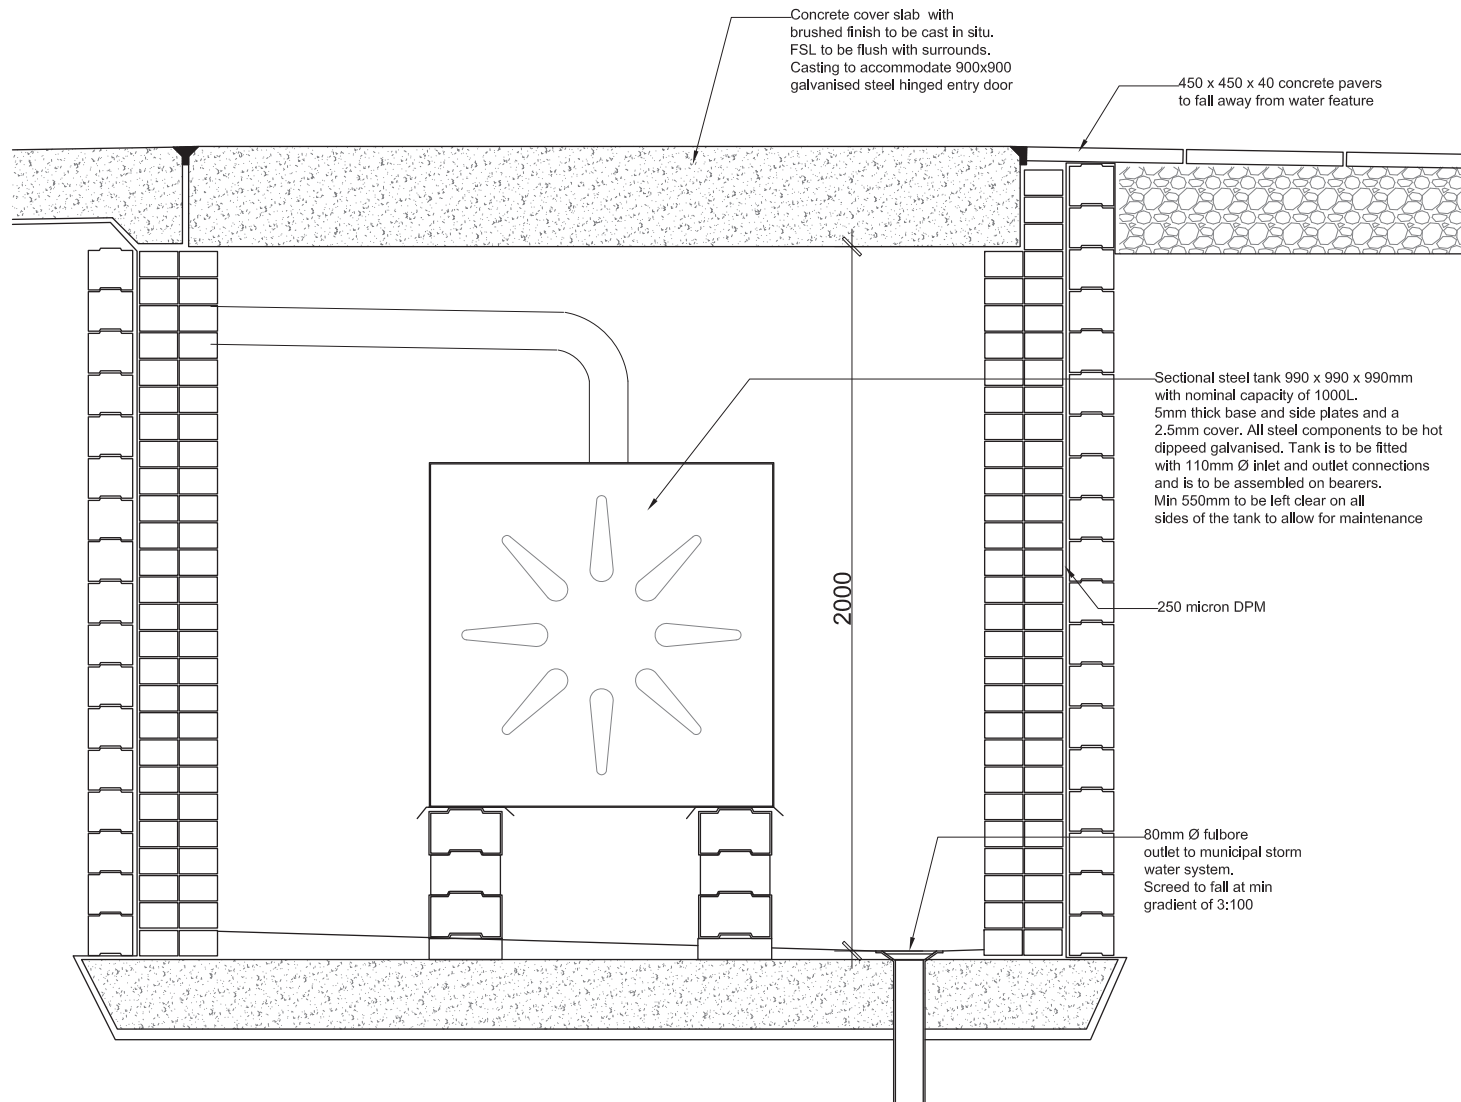 Concrete cover slab with
brushed finish to be cast in situ.
FSL to be flush with surrounds.
Casting to accommodate 900x900
galvanised steel hinged entry door
450 x 450 x 40 concrete pavers
to fall away from water feature
Sectional steel tank 990 x 990 x 990mm
with nominal capacity of 1000L.
5mm thick base and side plates and a
2.5mm cover. All steel components to be hot
dippeed galvanised. Tank is to be fitted
with 110mm Ø inlet and outlet connections
and is to be assembled on bearers.
Min 550mm to be left clear on all
sides of the tank to allow for maintenance
2000
250 micron DPM
80mm Ø fulbore
outlet to municipal storm
water system.
Screed to fall at min
gradient of 3:100